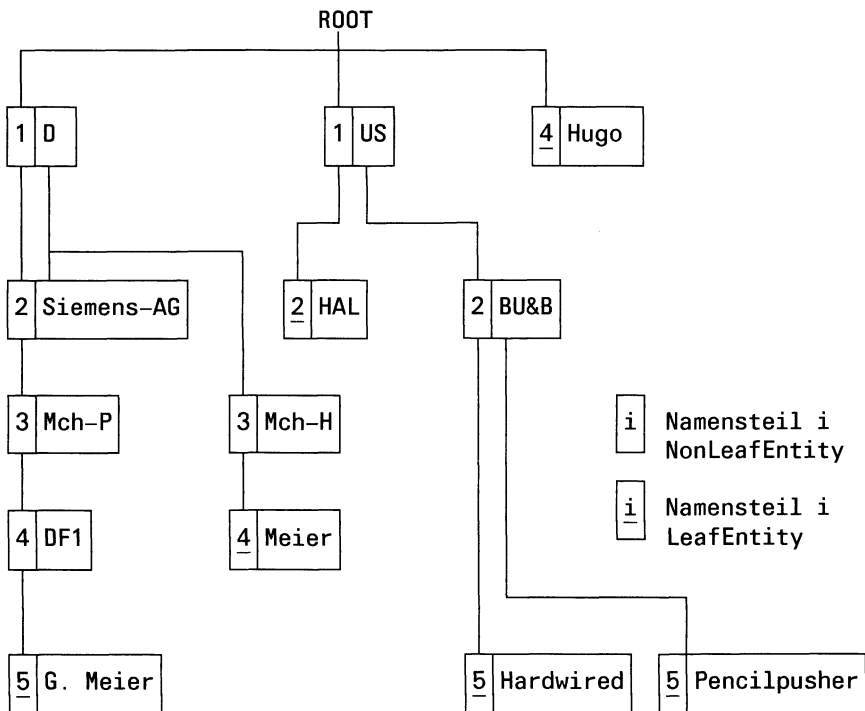 ROOT
1 D
1 US
4 Hugo
2 Siemens-AG
2 HAL
2 BU&B
3 Mch-P
3 Mch-H
i Namensteil i
NonLeafEntity
4 DF1
4 Meier
i Namensteil i
LeafEntity
5 G. Meier
5 Hardwired
5 Pencilpusher